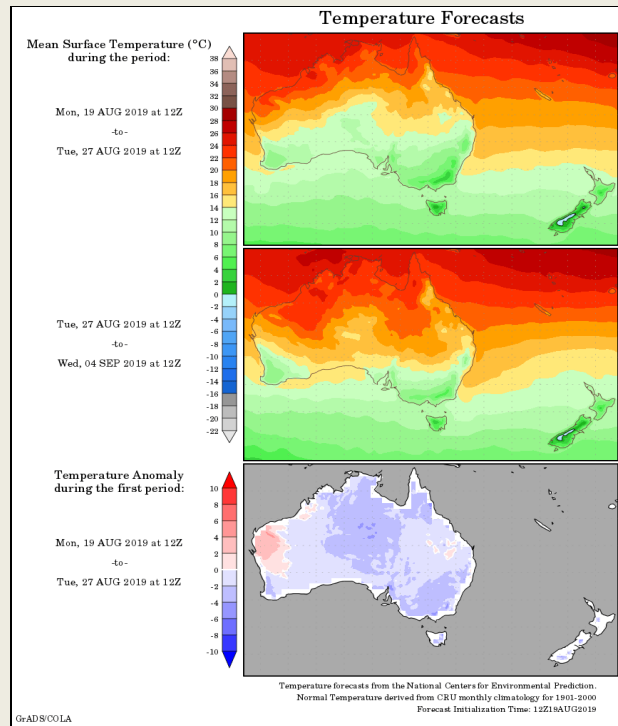 Temperature Forecasts
Mean Surface Temperature (°C)
during the period:
Mon, 19 AUG 2019 at 12Z
-to-
Tue, 27 AUG 2019 at 12Z
38
36
34
32
30
28
26
24
22
20
18
16
14
12
10
8
6
4
2
0
-2
-4
-6
-8
-10
-12
-14
-16
-18
-20
-22
Tue, 27 AUG 2019 at 12Z
-to-
Wed, 04 SEP 2019 at 12Z
Temperature Anomaly
during the first period:
Mon, 19 AUG 2019 at 12Z
-to-
Tue, 27 AUG 2019 at 12Z
10
8
6
4
2
0
-2
-4
-6
-8
-10
Temperature forecasts from the National Centers for Environmental Prediction.
Normal Temperature derived from CRU monthly climatology for 1901-2000
Forecast Initialization Time: 12Z19AUG2019
GrADS/COLA